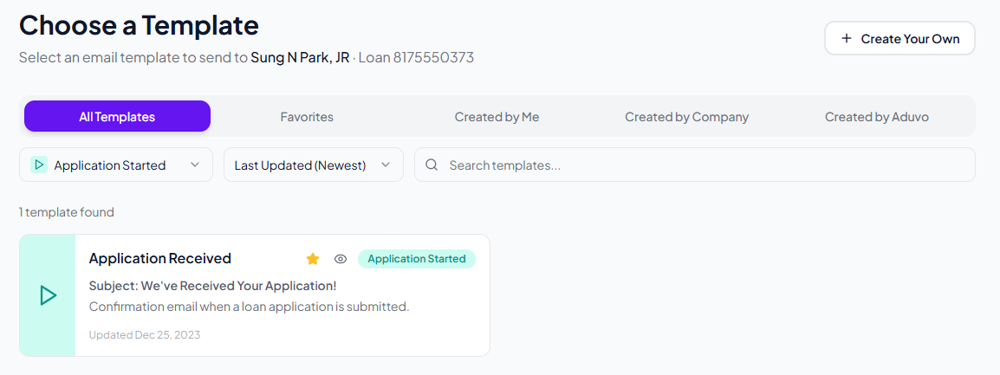 Choose a Template
+ Create Your Own
Select an email template to send to Sung N Park, JR · Loan 8175550373
All Templates
Favorites
Created by Me
Created by Company
Created by Aduvo
Application Started
Last Updated (Newest)
Search templates...
1 template found
Application Received
Application Started
Subject: We've Received Your Application!
Confirmation email when a loan application is submitted.
Updated Dec 25, 2023